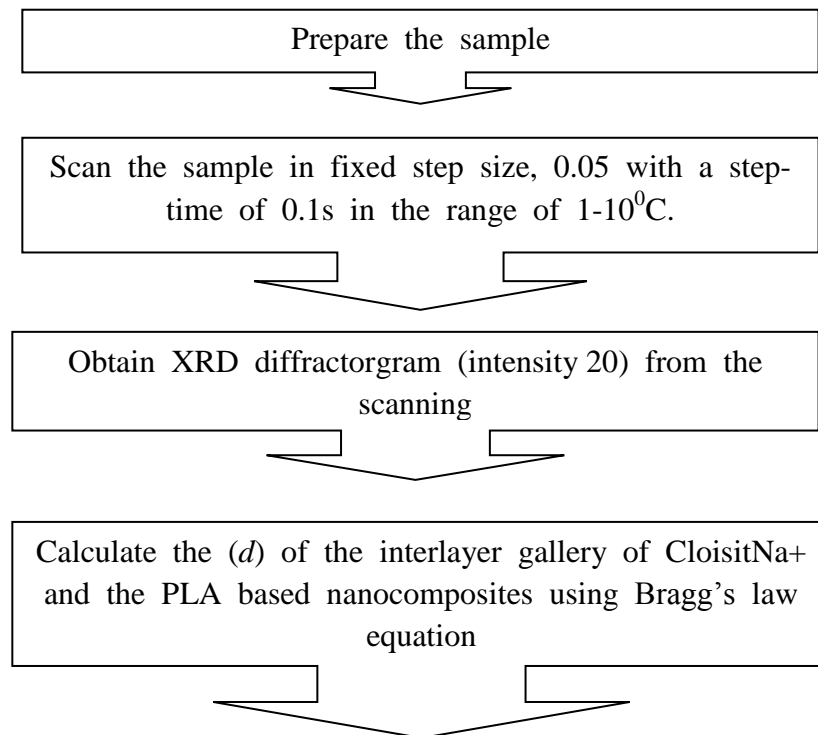 Prepare the sample
Scan the sample in fixed step size, 0.05 with a step-
time of 0.1s in the range of 1-10⁰C.
Obtain XRD diffractorgram (intensity 20) from the
scanning
Calculate the (d) of the interlayer gallery of CloisitNa+
and the PLA based nanocomposites using Bragg's law
equation